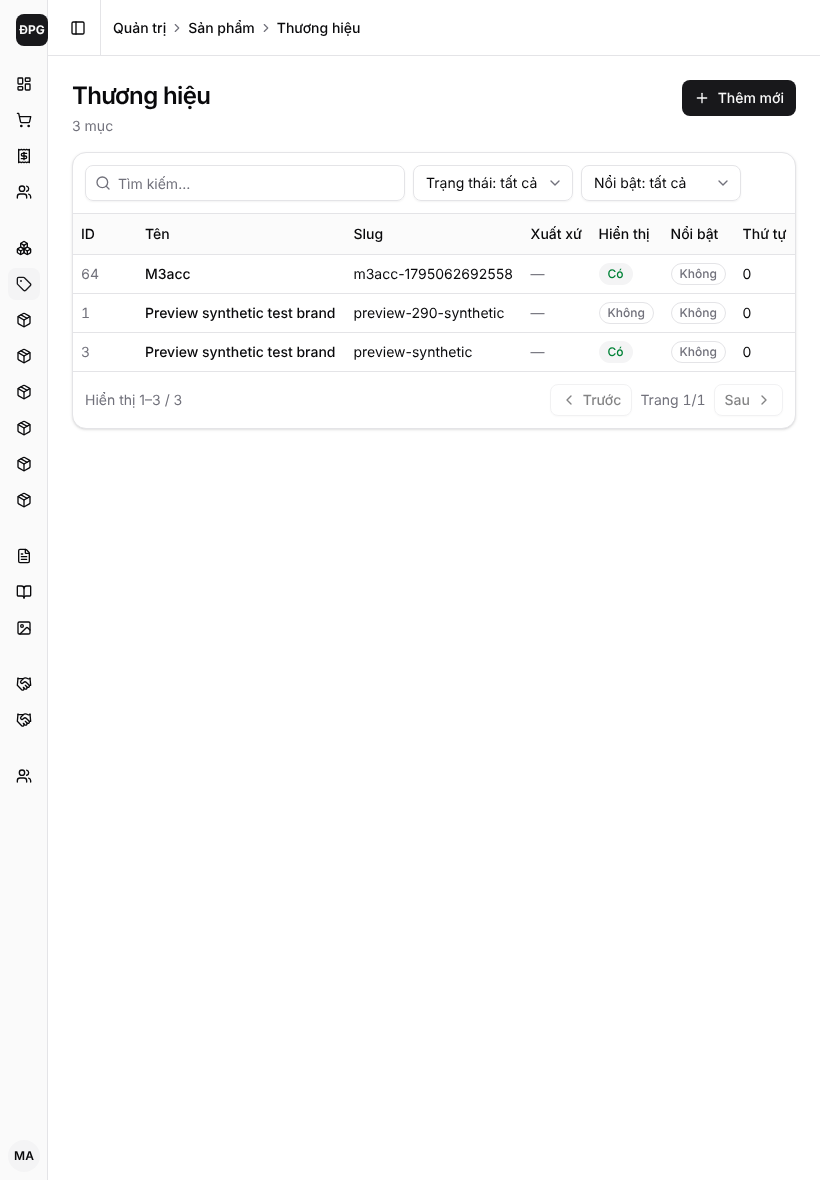 ĐPG
Quản trị > Sản phẩm > Thương hiệu
Thương hiệu
Thêm mới
3 mục
Tìm kiếm...
Trạng thái: tất cả
Nổi bật: tất cả
ID Tên Slug Xuất xứ Hiển thị Nổi bật Thứ tự
64 M3acc m3acc-1795062692558 — Có Không 0
1 Preview synthetic test brand preview-290-synthetic — Không Không 0
3 Preview synthetic test brand preview-synthetic — Có Không 0
Hiển thị 1–3 / 3
Trước Trang 1/1 Sau
MA